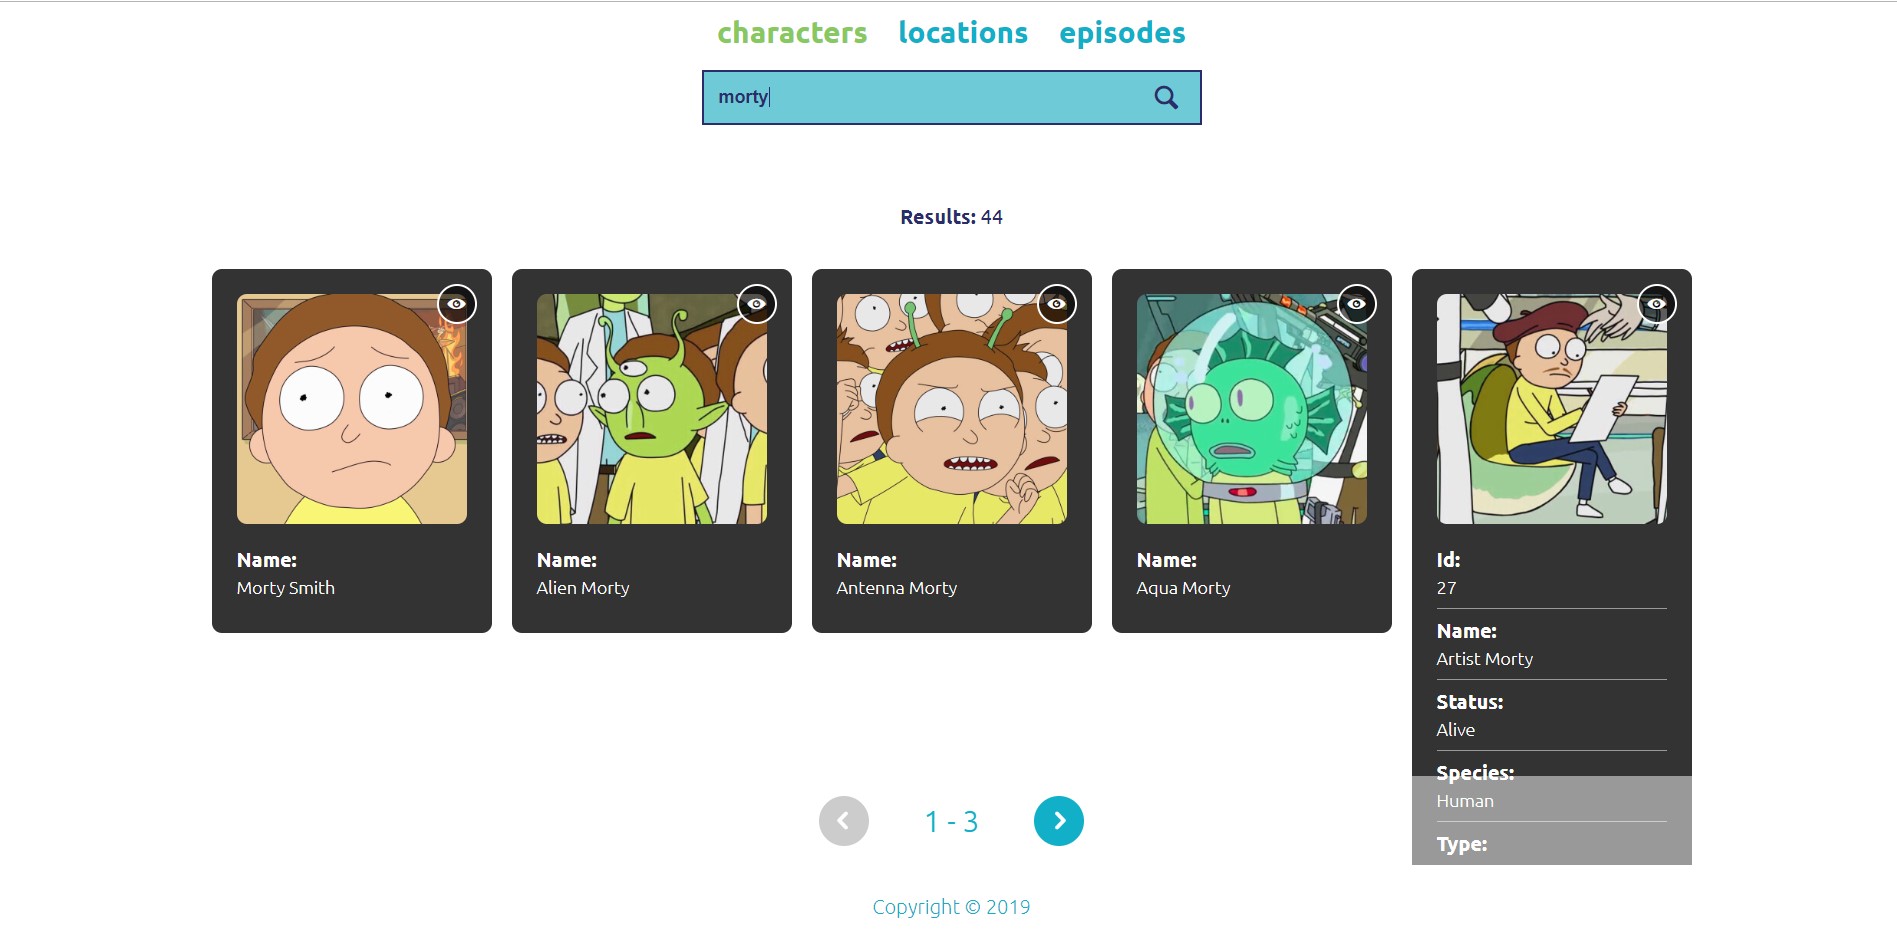 characters locations episodes
morty
Results: 44
Name:
Morty Smith
Name:
Alien Morty
Name:
Antenna Morty
Name:
Aqua Morty
Id:
27
Name:
Artist Morty
Status:
Alive
Species:
Human
Type:
1 - 3
Copyright © 2019